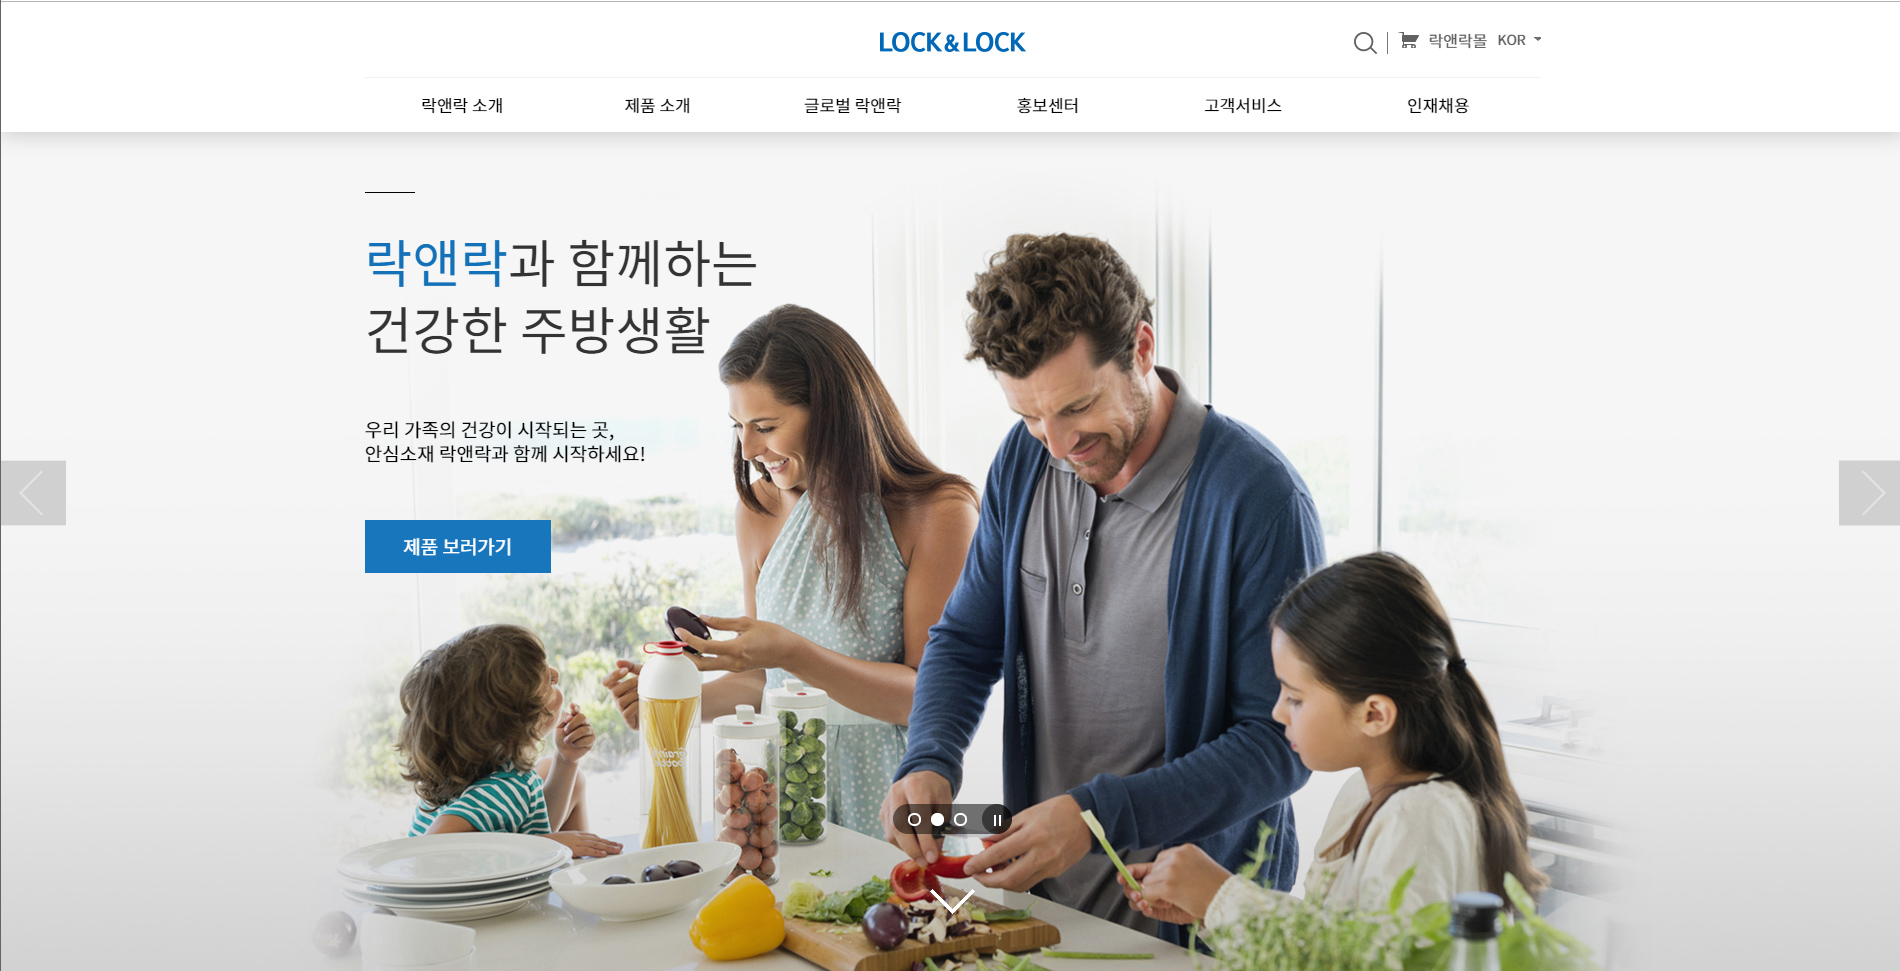 LOCK&LOCK
락앤락몰 KOR
락앤락 소개 제품 소개 글로벌 락앤락 홍보센터 고객서비스 인재채용
락앤락과 함께하는
건강한 주방생활
우리 가족의 건강이 시작되는 곳,
안심소재 락앤락과 함께 시작하세요!
제품 보러가기